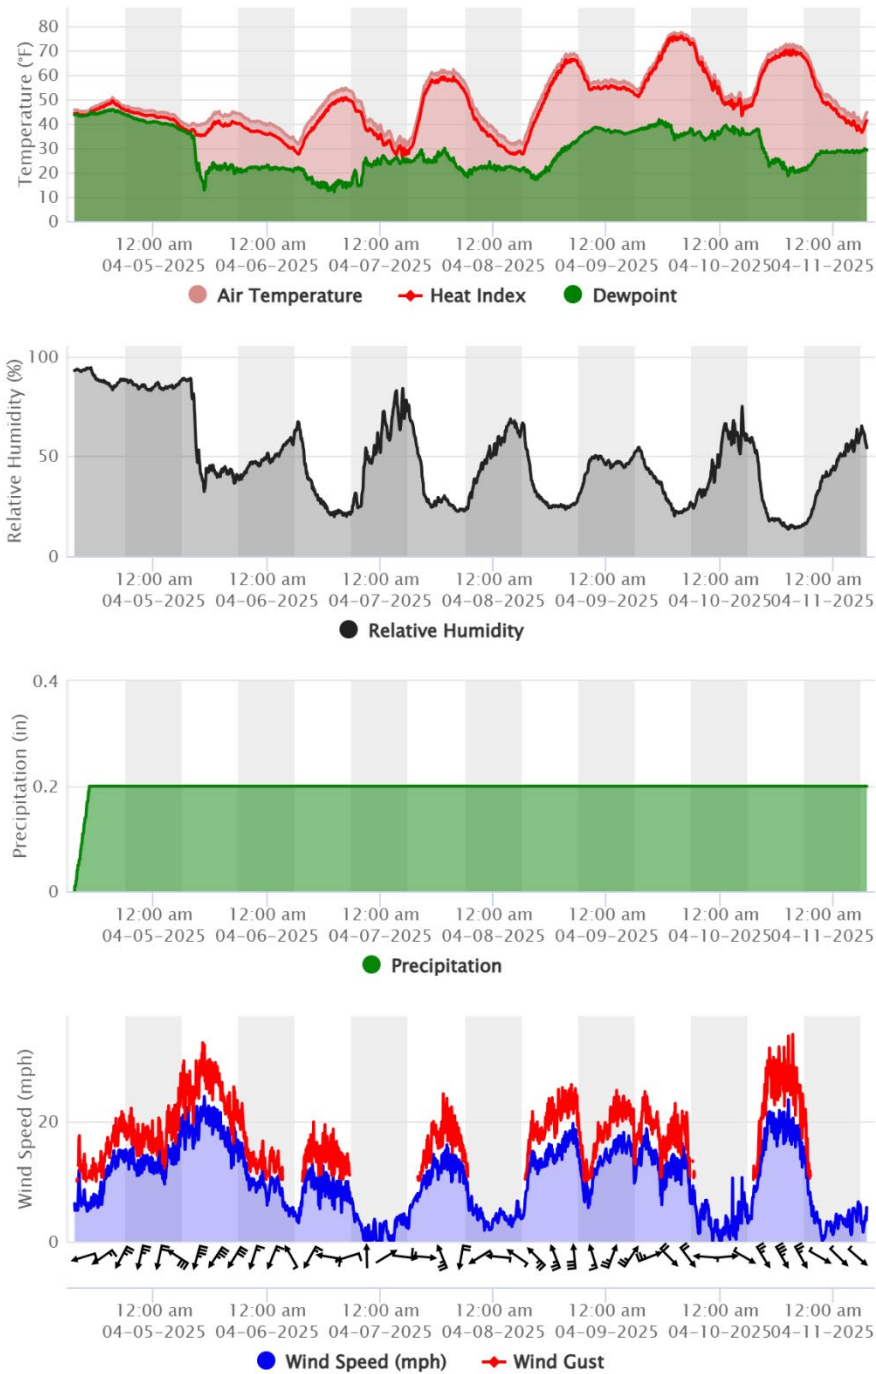 Temperature (°F)
80
70
60
50
40
30
20
10
0
12:00 am 12:00 am 12:00 am 12:00 am 12:00 am 12:00 am 12:00 am
04-05-2025 04-06-2025 04-07-2025 04-08-2025 04-09-2025 04-10-2025 04-11-2025
Air Temperature Heat Index Dewpoint
Relative Humidity (%)
100
50
0
12:00 am 12:00 am 12:00 am 12:00 am 12:00 am 12:00 am 12:00 am
04-05-2025 04-06-2025 04-07-2025 04-08-2025 04-09-2025 04-10-2025 04-11-2025
Relative Humidity
Precipitation (in)
0.4
0.2
0
12:00 am 12:00 am 12:00 am 12:00 am 12:00 am 12:00 am 12:00 am
04-05-2025 04-06-2025 04-07-2025 04-08-2025 04-09-2025 04-10-2025 04-11-2025
Precipitation
Wind Speed (mph)
20
0
12:00 am 12:00 am 12:00 am 12:00 am 12:00 am 12:00 am 12:00 am
04-05-2025 04-06-2025 04-07-2025 04-08-2025 04-09-2025 04-10-2025 04-11-2025
Wind Speed (mph) Wind Gust